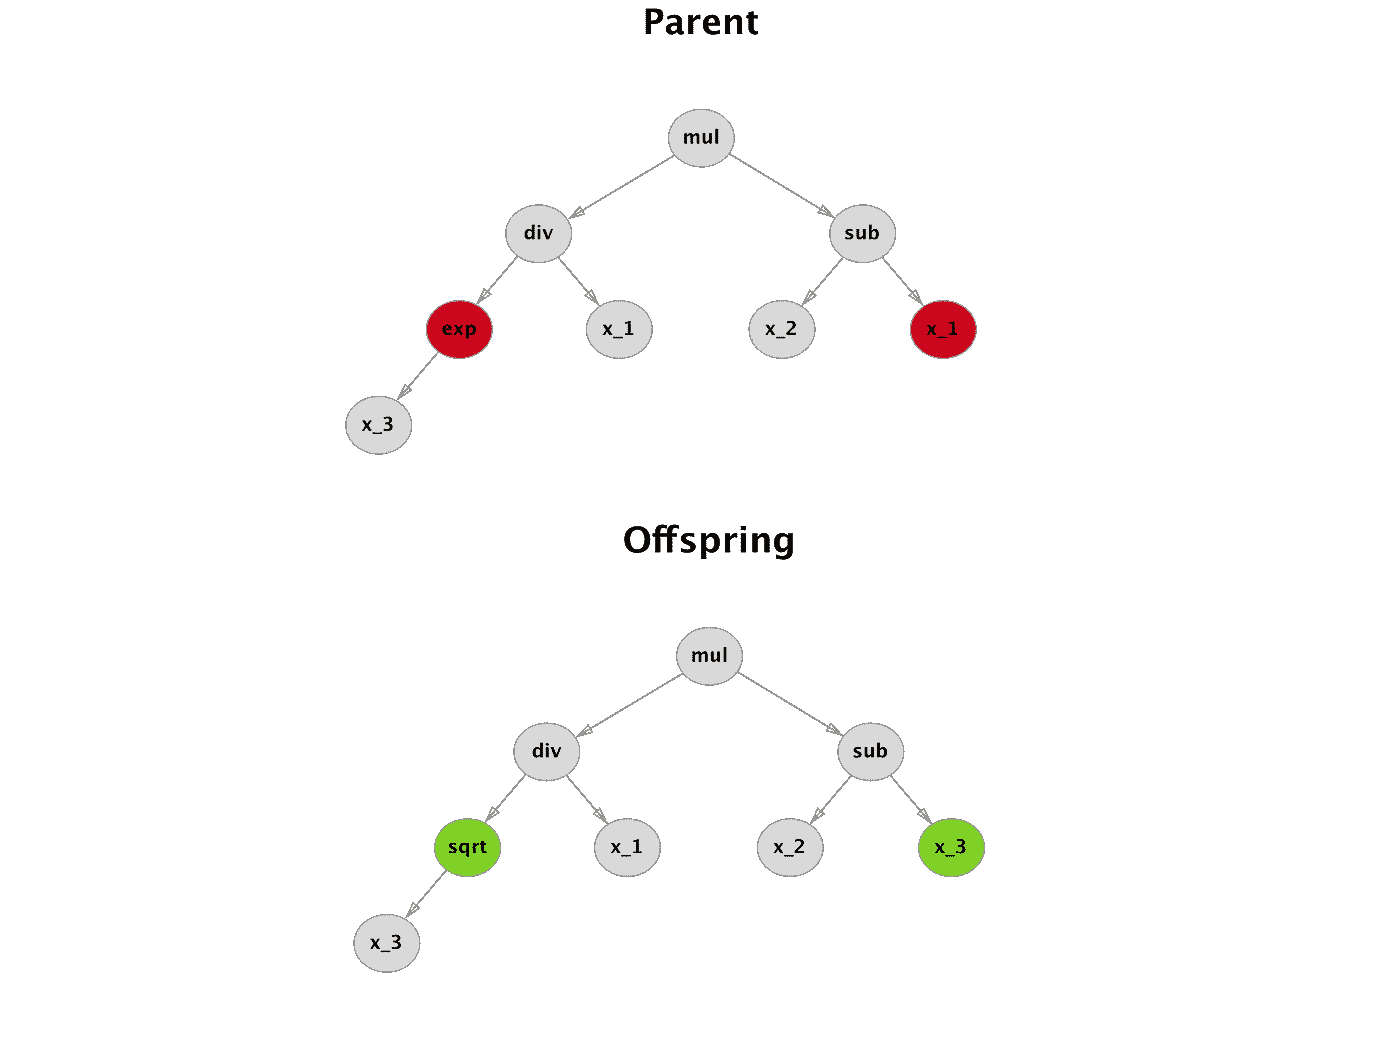 Parent
mul
div
sub
exp
x_1
x_2
x_1
x_3
Offspring
mul
div
sub
sqrt
x_1
x_2
x_3
x_3